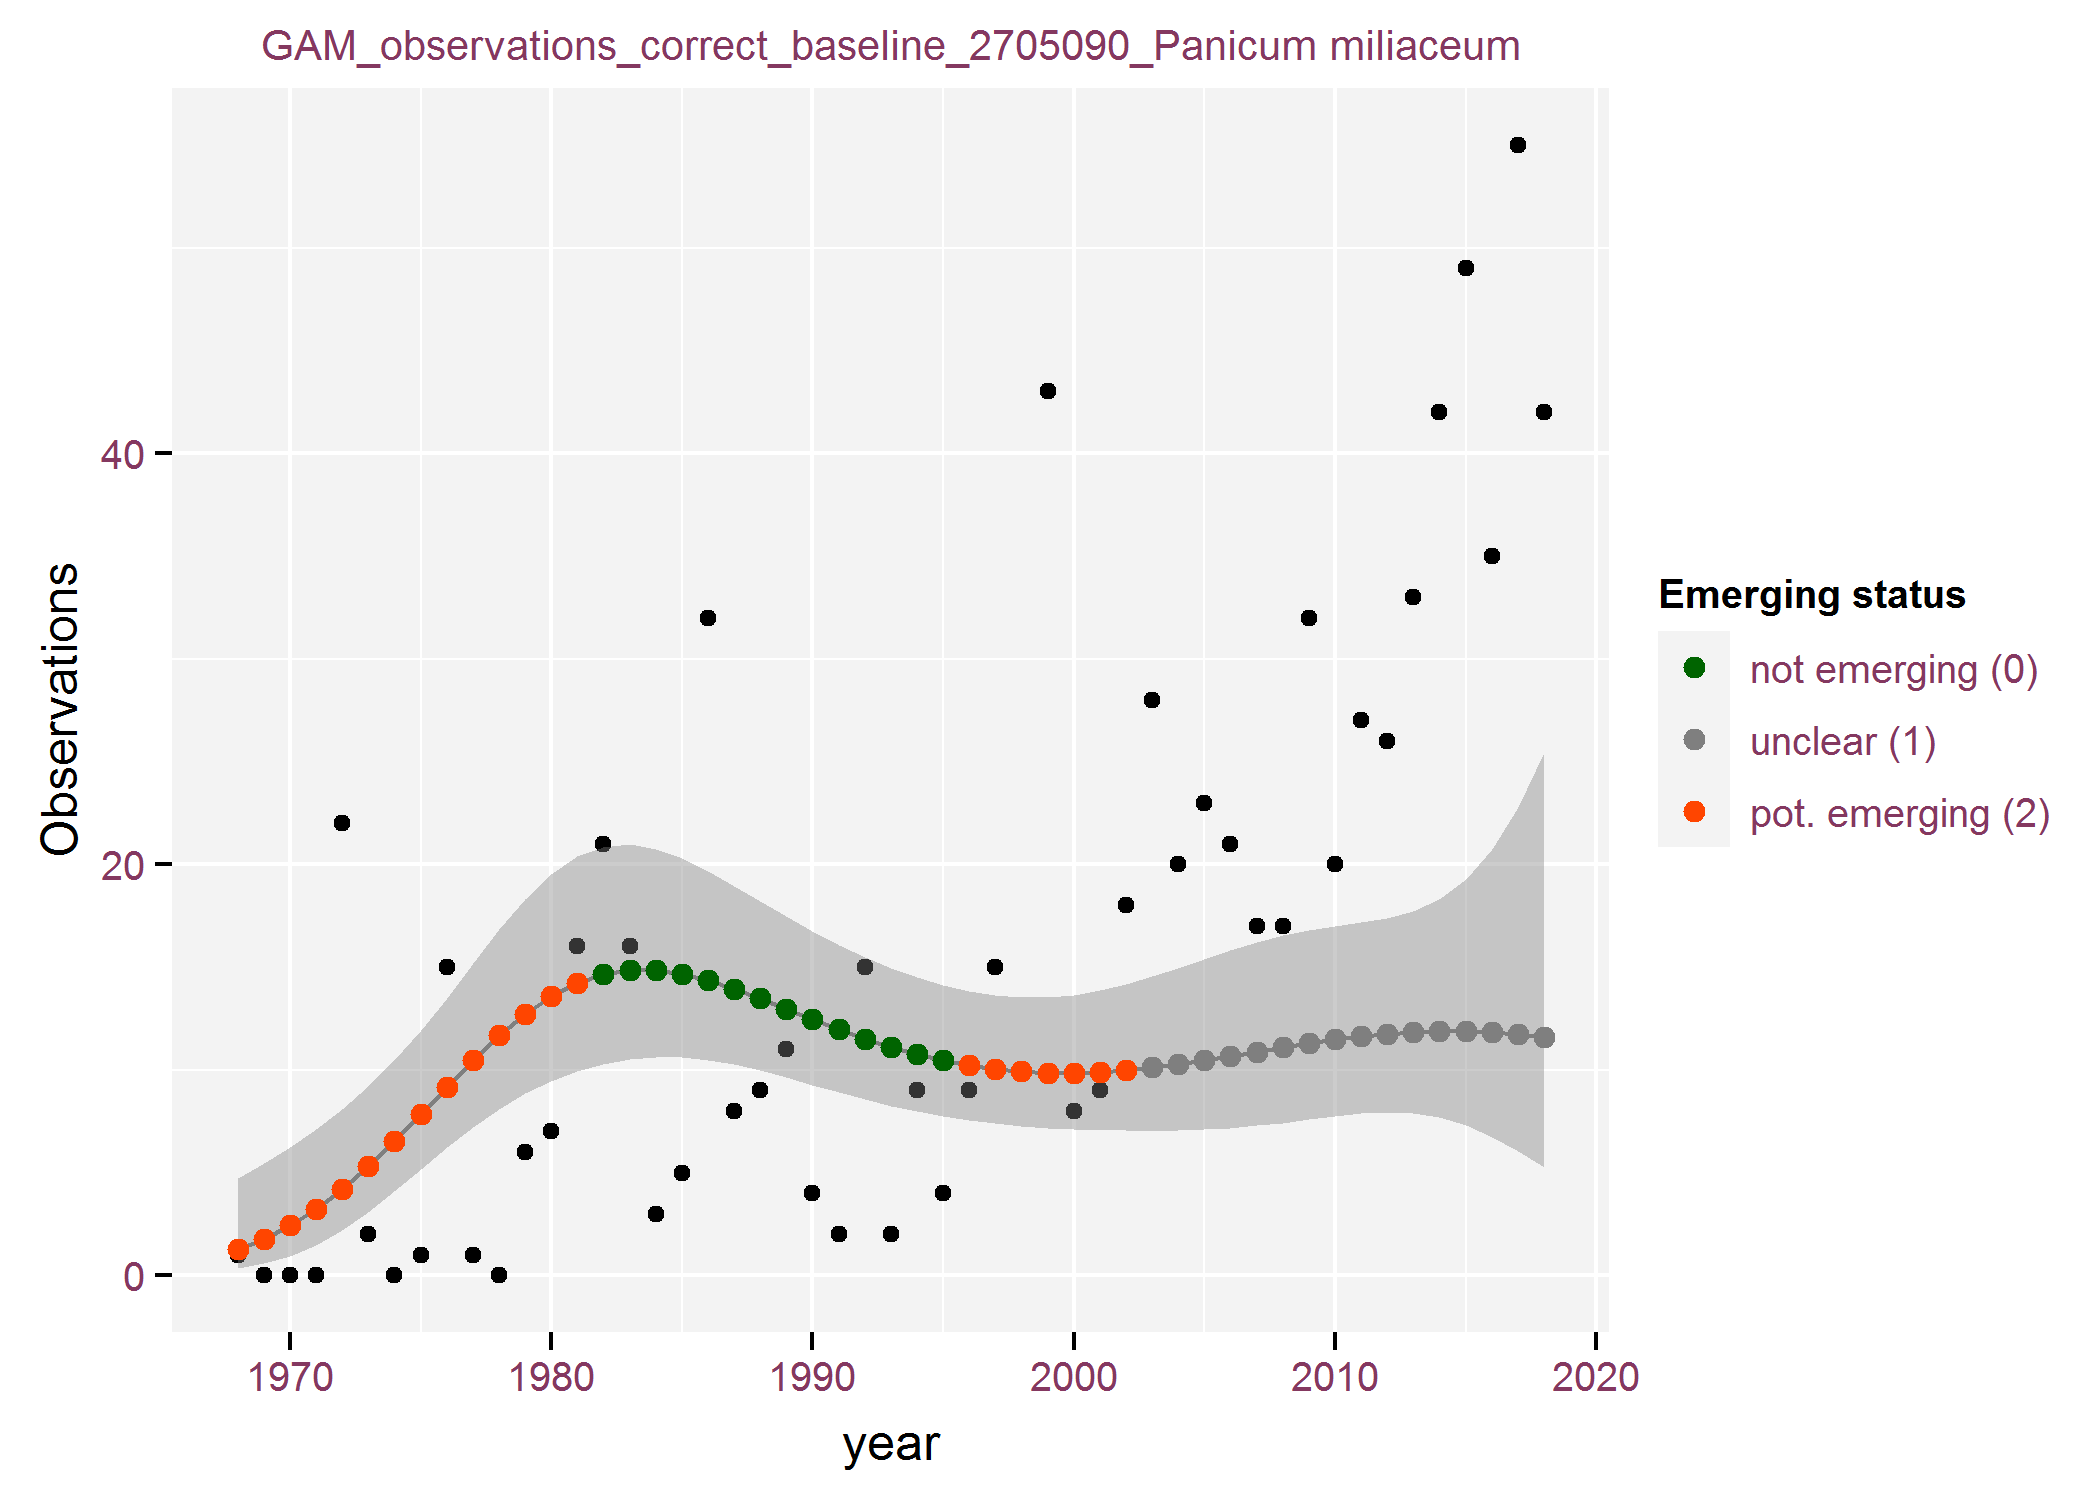 GAM_observations_correct_baseline_2705090_Panicum miliaceum
Observations
40
20
0
1970 1980 1990 2000 2010 2020
year
Emerging status
not emerging (0)
unclear (1)
pot. emerging (2)